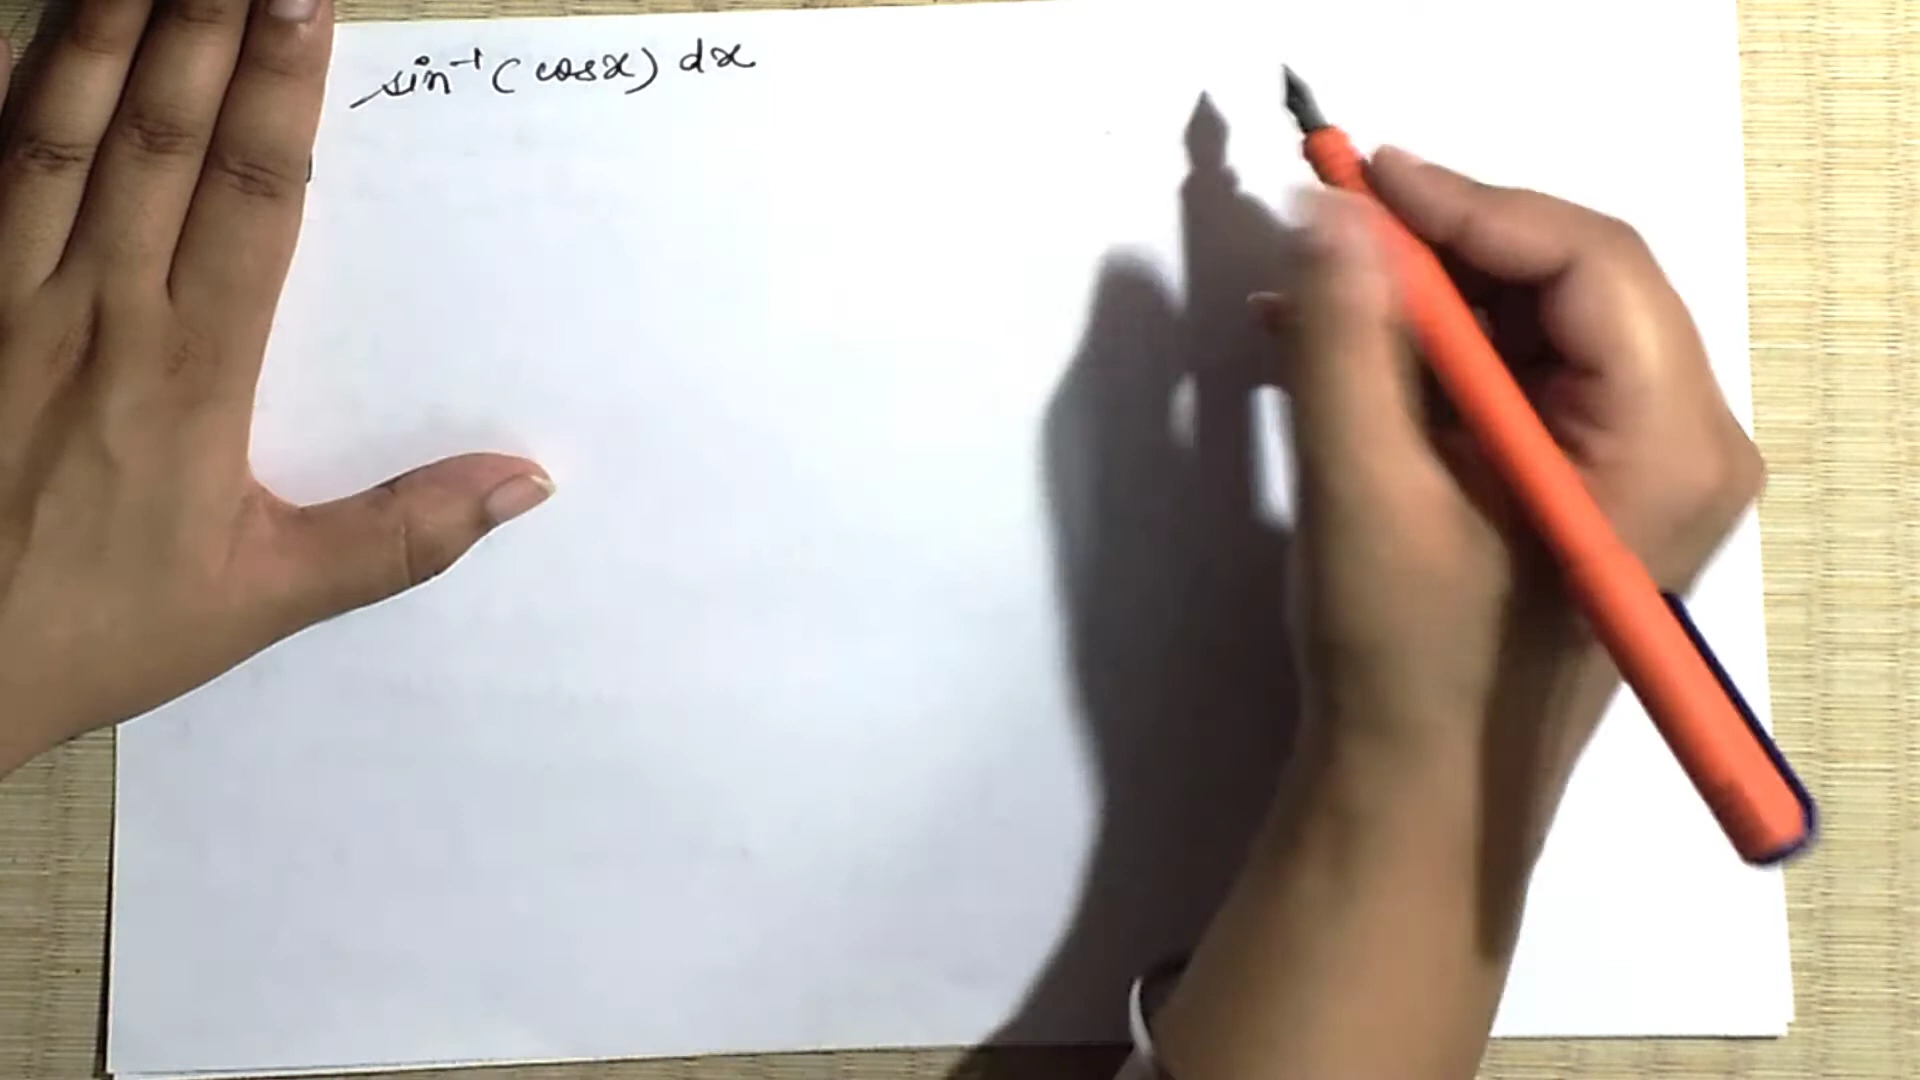 sin⁻¹ (cosx) dx